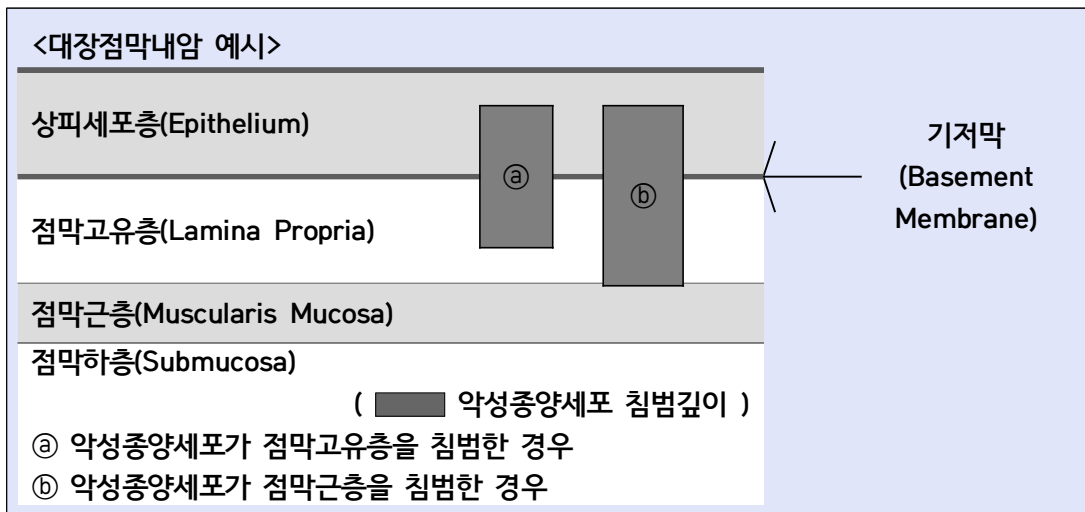 <대장점막내암 예시>
상피세포층(Epithelium)
ⓐ
ⓑ
기저막
(Basement
Membrane)
점막고유층(Lamina Propria)
점막근층(Muscularis Mucosa)
점막하층(Submucosa)
( 악성종양세포 침범깊이 )
ⓐ 악성종양세포가 점막고유층을 침범한 경우
ⓑ 악성종양세포가 점막근층을 침범한 경우